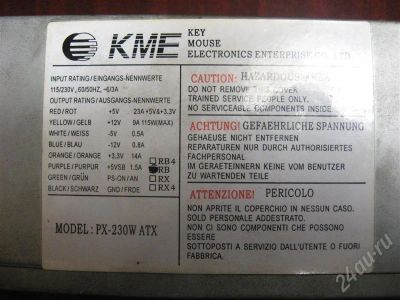 KME
KEY
MOUSE
ELECTRONICS ENTERPRISE CO.,LTD
INPUT RATING/EINGANGS-NENNWERTE
115/230V ,60/50HZ, -6/3A
OUTPUT RATING/AUSGANGS-NENNWERTE
RED/ROT +5V 23A +5V&+3.3V
YELLOW/GELB +12V 9A 115W(MAX)
WHITE/WEISS -5V 0.5A
BLUE/BLAU -12V 0.8A
ORANGE/ORANGE +3.3V 14A
PURPLE/PURPUR +5VSB 1.5A
GREEN/GRÜN PS-ON/AN
BLACK/SCHWARZ GND/FRDE
RB4
RB
RX
RX4
MODEL: PX-230W ATX
CAUTION: HAZARDOUS AREA
DO NOT REMOVE THIS COVER
TRAINED SERVICE PEOPLE ONLY.
NO SERVICEABLE COMPONENTS INSIDE.
ACHTUNG! GEFAEHRLICHE SPANNUNG
GEHAEUSE NICHT ENTFERNEN
REPARATUREN NUR DURCH AUTHORISIERTES
FACHPERSONAL
IM GERAETEINNERN KEINE VOM BENUTZER
ZU WARTENDEN TEILE
ATTENZIONE! PERICOLO
NON APRITE IL COPERCHIO IN NESSUN CASO.
SOLO PERSONALE ADDESTRATO.
NON CI SONO COMPONENTI CHE POSSONO
ESSERE
SOTTOPOSTI A SERVIZIO DALL'UTENTE O FUORI
FABBRICA.
24au.ru